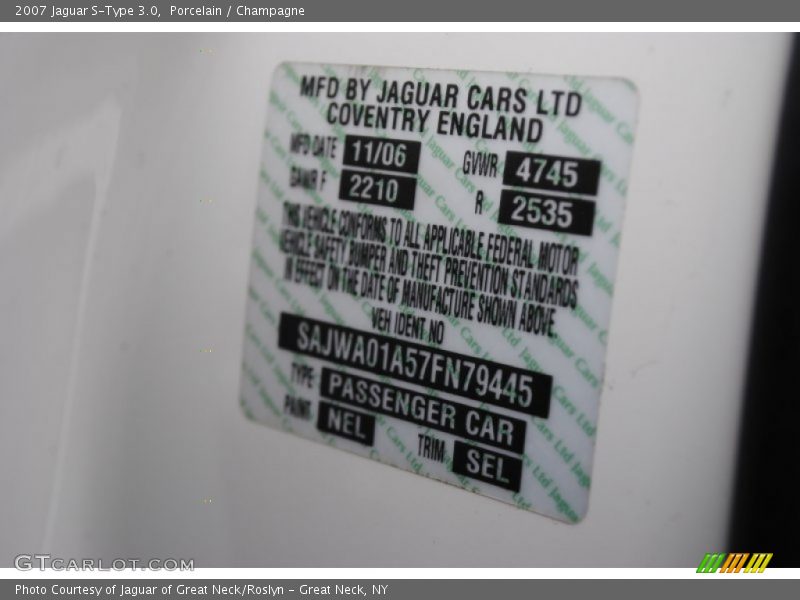 2007 Jaguar S-Type 3.0, Porcelain / Champagne
MFD BY JAGUAR CARS LTD
COVENTRY ENGLAND
MFD DATE 11/06 GVWR 4745
GAWR F 2210 R 2535
THIS VEHICLE CONFORMS TO ALL APPLICABLE FEDERAL MOTOR
VEHICLE SAFETY BUMPER AND THEFT PREVENTION STANDARDS
IN EFFECT ON THE DATE OF MANUFACTURE SHOWN ABOVE.
VEH IDENT NO
SAJWA01A57FN79445
TYPE PASSENGER CAR
PAINT NEL TRIM SEL
GTCARLOT.COM
Photo Courtesy of Jaguar of Great Neck/Roslyn - Great Neck, NY